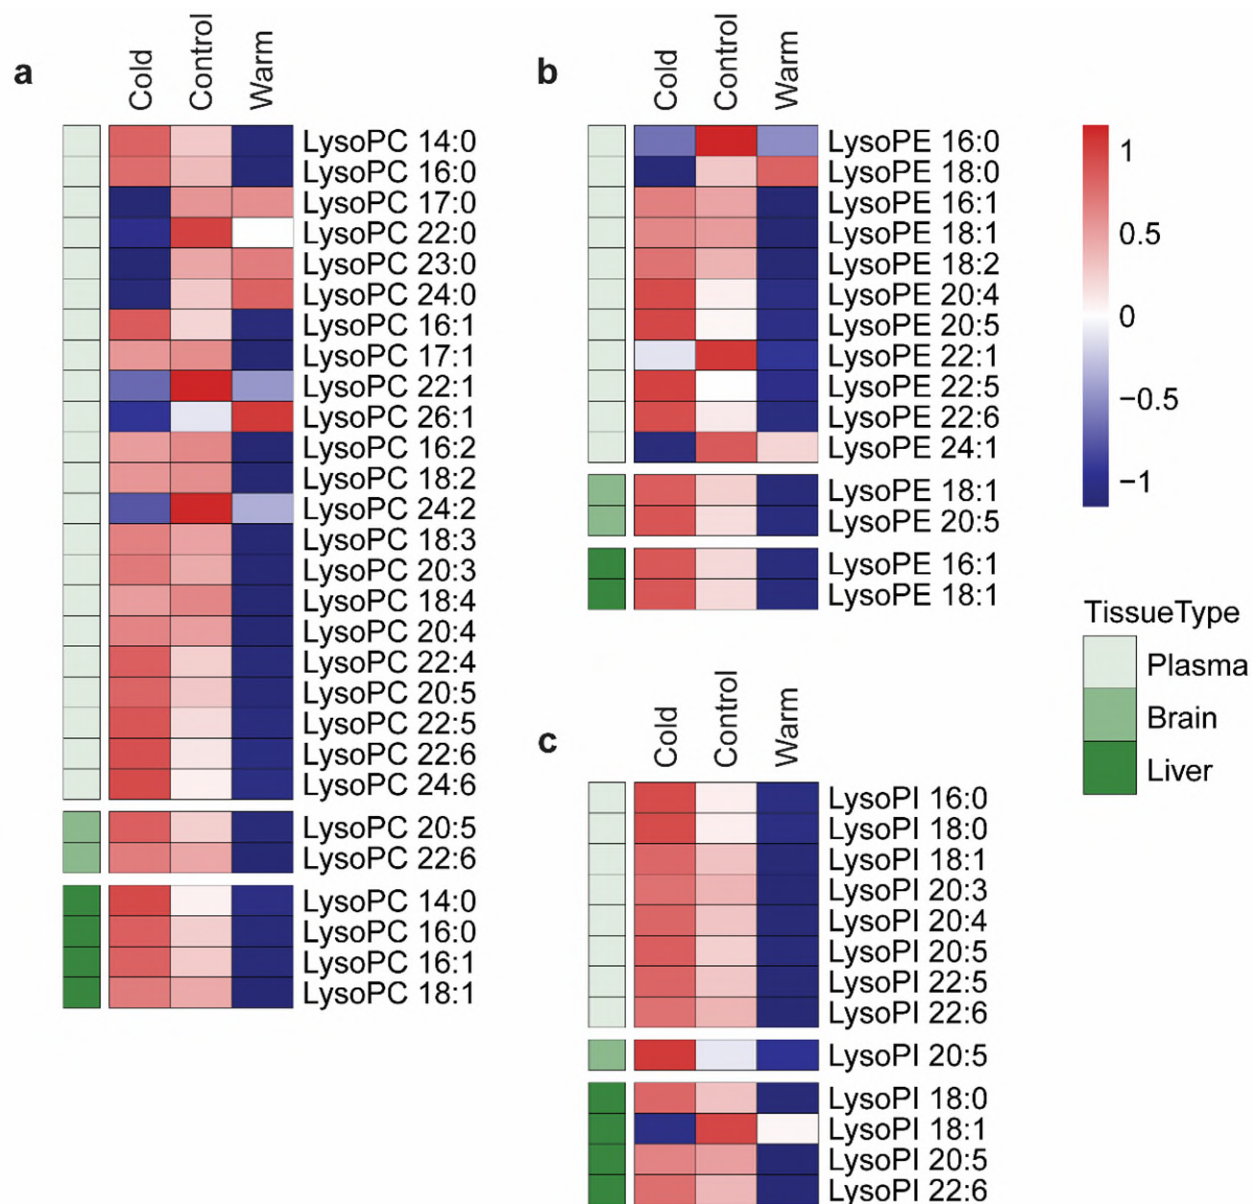 a
Cold
Control
Warm
LysoPC 14:0
LysoPC 16:0
LysoPC 17:0
LysoPC 22:0
LysoPC 23:0
LysoPC 24:0
LysoPC 16:1
LysoPC 17:1
LysoPC 22:1
LysoPC 26:1
LysoPC 16:2
LysoPC 18:2
LysoPC 24:2
LysoPC 18:3
LysoPC 20:3
LysoPC 18:4
LysoPC 20:4
LysoPC 22:4
LysoPC 20:5
LysoPC 22:5
LysoPC 22:6
LysoPC 24:6
LysoPC 20:5
LysoPC 22:6
LysoPC 14:0
LysoPC 16:0
LysoPC 16:1
LysoPC 18:1
b
Cold
Control
Warm
LysoPE 16:0
LysoPE 18:0
LysoPE 16:1
LysoPE 18:1
LysoPE 18:2
LysoPE 20:4
LysoPE 20:5
LysoPE 22:1
LysoPE 22:5
LysoPE 22:6
LysoPE 24:1
LysoPE 18:1
LysoPE 20:5
LysoPE 16:1
LysoPE 18:1
c
Cold
Control
Warm
LysoPI 16:0
LysoPI 18:0
LysoPI 18:1
LysoPI 20:3
LysoPI 20:4
LysoPI 20:5
LysoPI 22:5
LysoPI 22:6
LysoPI 20:5
LysoPI 18:0
LysoPI 18:1
LysoPI 20:5
LysoPI 22:6
1
0.5
0
−0.5
−1
TissueType
Plasma
Brain
Liver